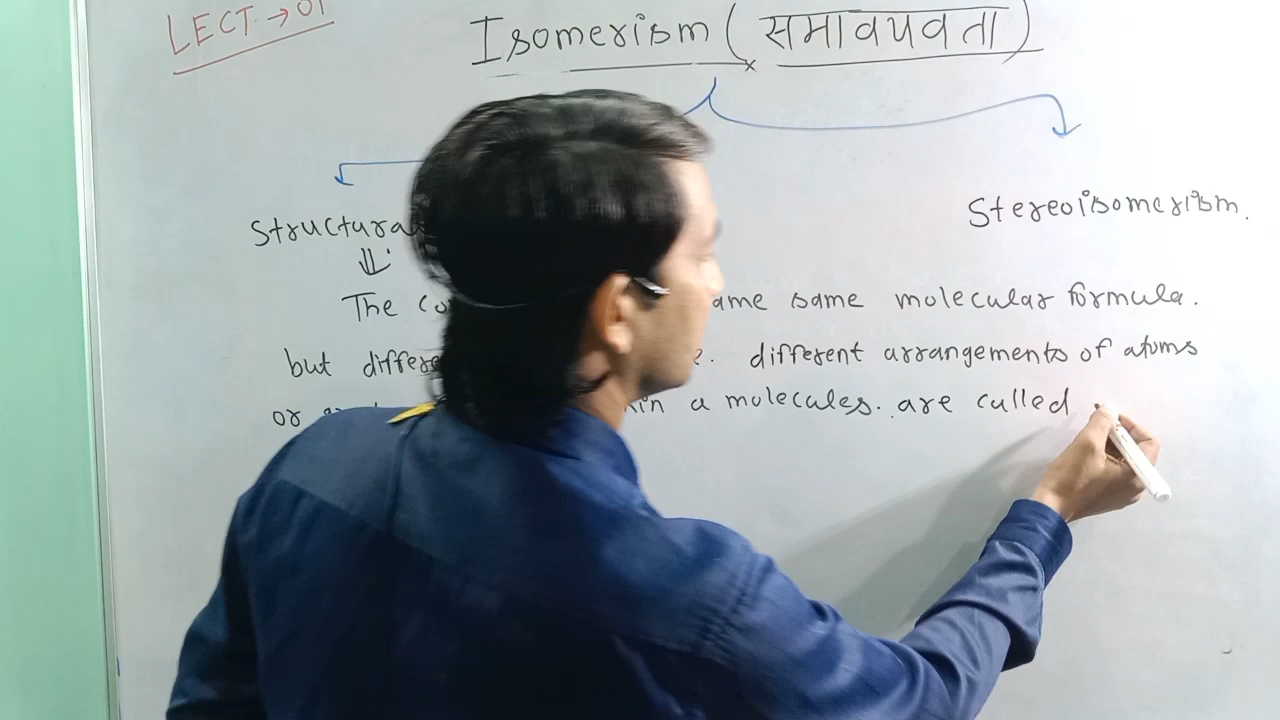 LECT. → 01
Isomerism ( समावयवता )
Stereoisomerism.
Structura
The co ame same molecular formula.
but differe e. different arrangements of atoms
or in a molecules. are called